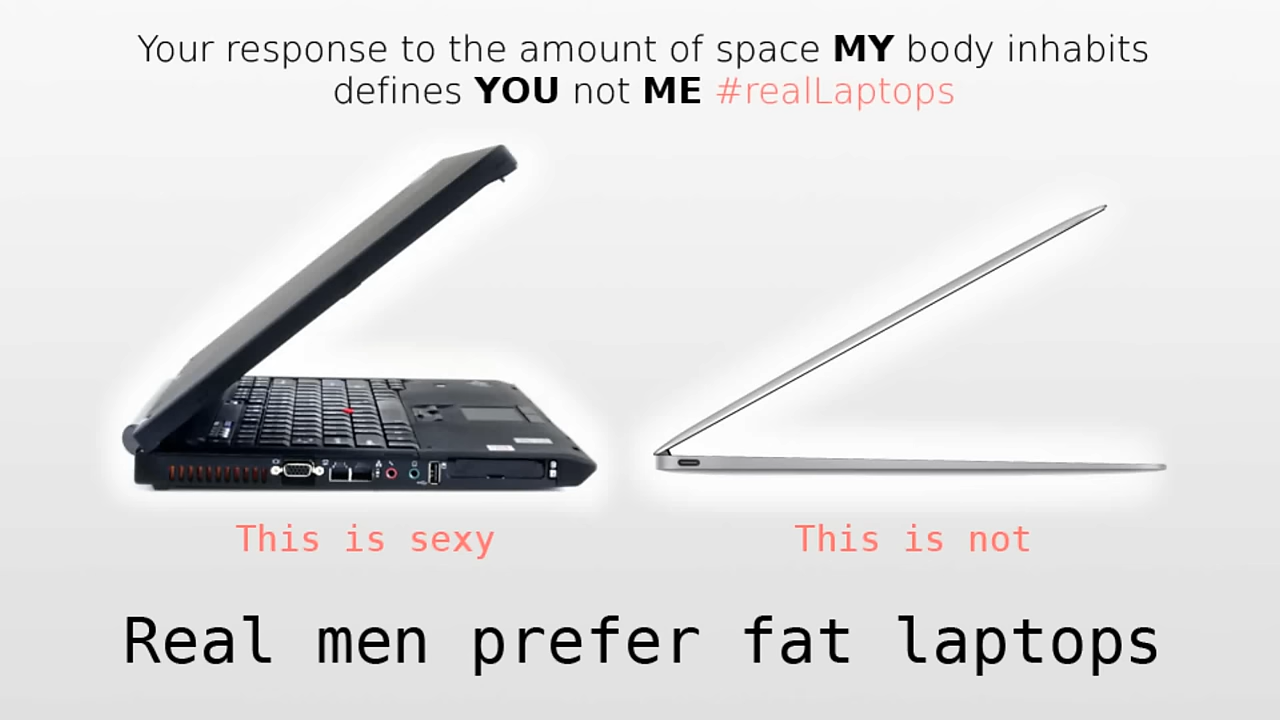 Your response to the amount of space MY body inhabits
defines YOU not ME #realLaptops
This is sexy
This is not
Real men prefer fat laptops